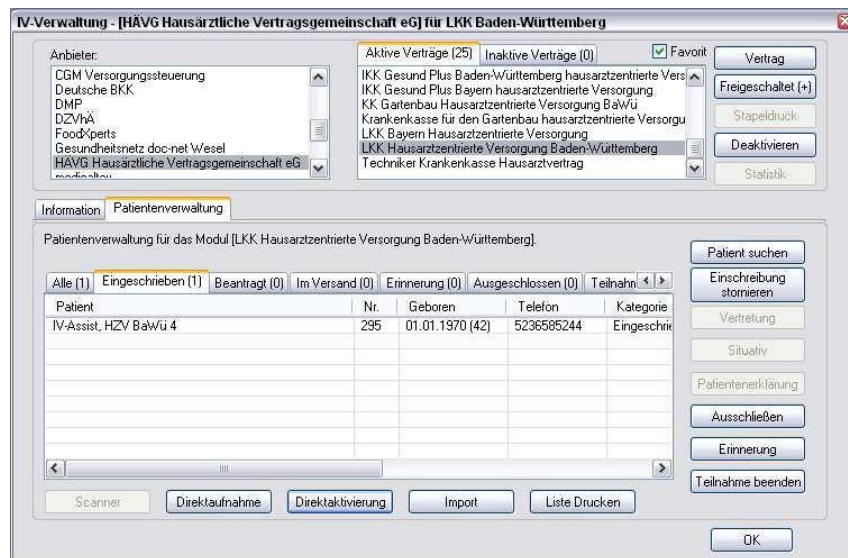 IV-Verwaltung - [HÄVG Hausärztliche Vertragsgemeinschaft eG] für LKK Baden-Württemberg
Anbieter:
CGM Versorgungssteuerung
Deutsche BKK
DMP
DZVhÄ
FoodXperts
Gesundheitsnetz doc-net Wesel
HÄVG Hausärztliche Vertragsgemeinschaft eG
Aktive Verträge (25)
Inaktive Verträge (0)
Favorit
IKK Gesund Plus Baden-Württemberg hausarztzentrierte Vers
IKK Gesund Plus Bayern hausarztzentrierte Versorgung
KK Gartenbau Hausarztzentrierte Versorgung BaWü
Krankenkasse für den Gartenbau hausarztzentrierte Versorgu
LKK Bayern Hausarztzentrierte Versorgung
LKK Hausarztzentrierte Versorgung Baden-Württemberg
Techniker Krankenkasse Hausarztvertrag
Vertrag
Freigeschaltet (+)
Stapeldruck
Deaktivieren
Statistik
Information
Patientenverwaltung
Patientenverwaltung für das Modul [LKK Hausarztzentrierte Versorgung Baden-Württemberg].
Alle (1)
Eingeschrieben (1)
Beantragt (0)
Im Versand (0)
Erinnerung (0)
Ausgeschlossen (0)
Teilnahm
Patient Nr. Geboren Telefon Kategorie
IV-Assist, HZV BaWü 4 295 01.01.1970 (42) 5236585244 Eingeschrie
Patient suchen
Einschreibung
stornieren
Vertretung
Situativ
Patientenerklärung
Ausschließen
Erinnerung
Teilnahme beenden
Scanner
Direktaufnahme
Direktaktivierung
Import
Liste Drucken
OK